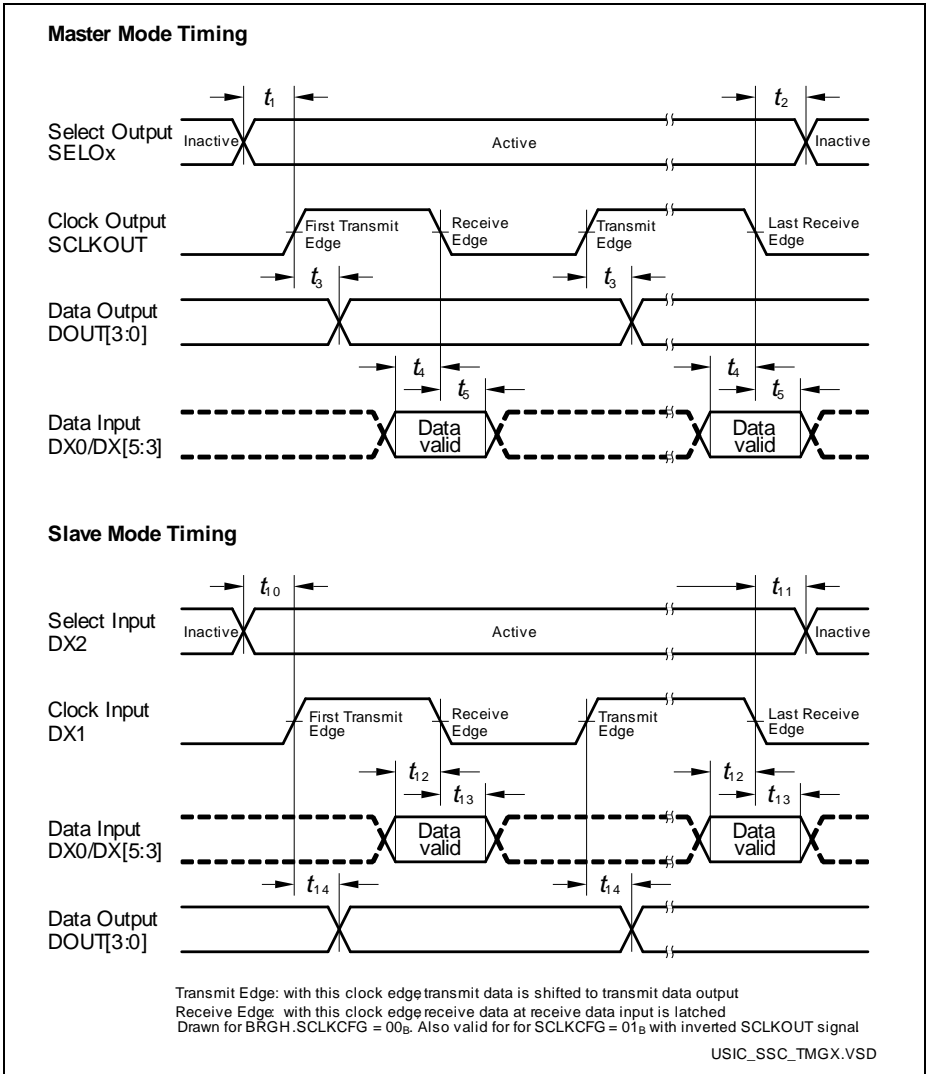 Master Mode Timing
t1
t2
Select Output
SELOx
Inactive
Active
Inactive
Clock Output
SCLKOUT
First Transmit
Edge
Receive
Edge
Transmit
Edge
Last Receive
Edge
t3
t3
Data Output
DOUT[3:0]
t4
t5
t4
t5
Data Input
DX0/DX[5:3]
Data
valid
Data
valid
Slave Mode Timing
t10
t11
Select Input
DX2
Inactive
Active
Inactive
Clock Input
DX1
First Transmit
Edge
Receive
Edge
Transmit
Edge
Last Receive
Edge
t12
t13
t12
t13
Data Input
DX0/DX[5:3]
Data
valid
Data
valid
t14
t14
Data Output
DOUT[3:0]
Transmit Edge: with this clock edge, transmit data is shifted to transmit data output
Receive Edge: with this clock edge, receive data at receive data input is latched
Drawn for BRGH.SCLKCFG = 00B. Also valid for for SCLKCFG = 01B with inverted SCLKOUT signal.
USIC_SSC_TMGX.VSD